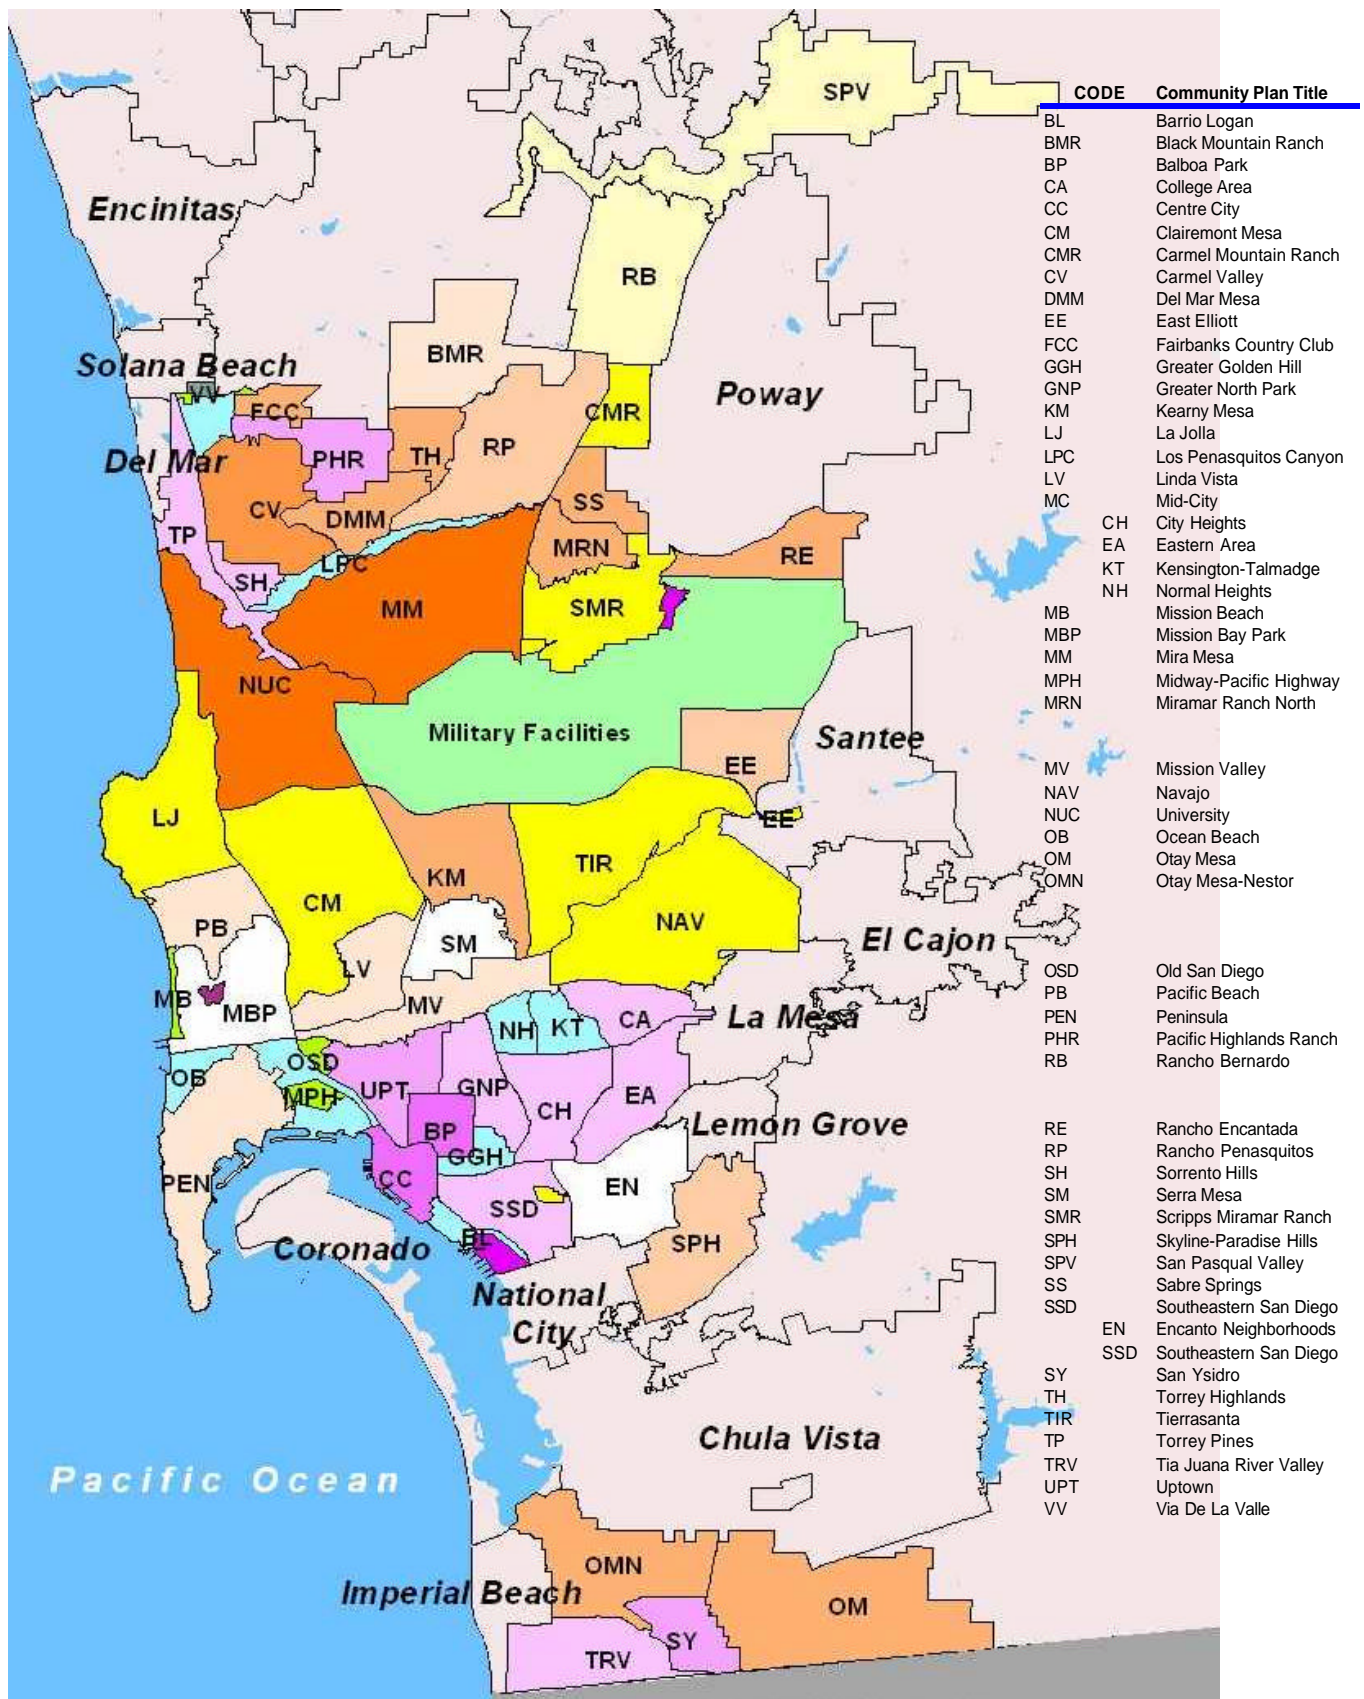 SPV
CODE Community Plan Title
BL Barrio Logan
BMR Black Mountain Ranch
BP Balboa Park
CA College Area
CC Centre City
CM Clairemont Mesa
CMR Carmel Mountain Ranch
CV Carmel Valley
DMM Del Mar Mesa
EE East Elliott
FCC Fairbanks Country Club
GGH Greater Golden Hill
GNP Greater North Park
KM Kearny Mesa
LJ La Jolla
LPC Los Penasquitos Canyon
LV Linda Vista
MC Mid-City
CH City Heights
EA Eastern Area
KT Kensington-Talmadge
NH Normal Heights
MB Mission Beach
MBP Mission Bay Park
MM Mira Mesa
MPH Midway-Pacific Highway
MRN Miramar Ranch North
MV Mission Valley
NAV Navajo
NUC University
OB Ocean Beach
OM Otay Mesa
OMN Otay Mesa-Nestor
OSD Old San Diego
PB Pacific Beach
PEN Peninsula
PHR Pacific Highlands Ranch
RB Rancho Bernardo
RE Rancho Encantada
RP Rancho Penasquitos
SH Sorrento Hills
SM Serra Mesa
SMR Scripps Miramar Ranch
SPH Skyline-Paradise Hills
SPV San Pasqual Valley
SS Sabre Springs
SSD Southeastern San Diego
EN Encanto Neighborhoods
SSD Southeastern San Diego
SY San Ysidro
TH Torrey Highlands
TIR Tierrasanta
TP Torrey Pines
TRV Tia Juana River Valley
UPT Uptown
VV Via De La Valle
Encinitas
RB
BMR
Solana Beach
VV
Poway
FCC
CMR
RP
TH
PHR
Del Mar
SS
CV
DMM
TP
MRN
RE
LPC
SH
MM
SMR
NUC
Military Facilities
Santee
EE
LJ
EE
TIR
KM
CM
NAV
PB
SM
El Cajon
LV
MB
MBP
MV
La Mesa
NH
KT
CA
OSD
OB
UPT
GNP
MPH
EA
CH
BP
Lemon Grove
GGH
CC
PEN
EN
SSD
BL
SPH
Coronado
National
City
Chula Vista
Pacific Ocean
OMN
Imperial Beach
OM
SY
TRV